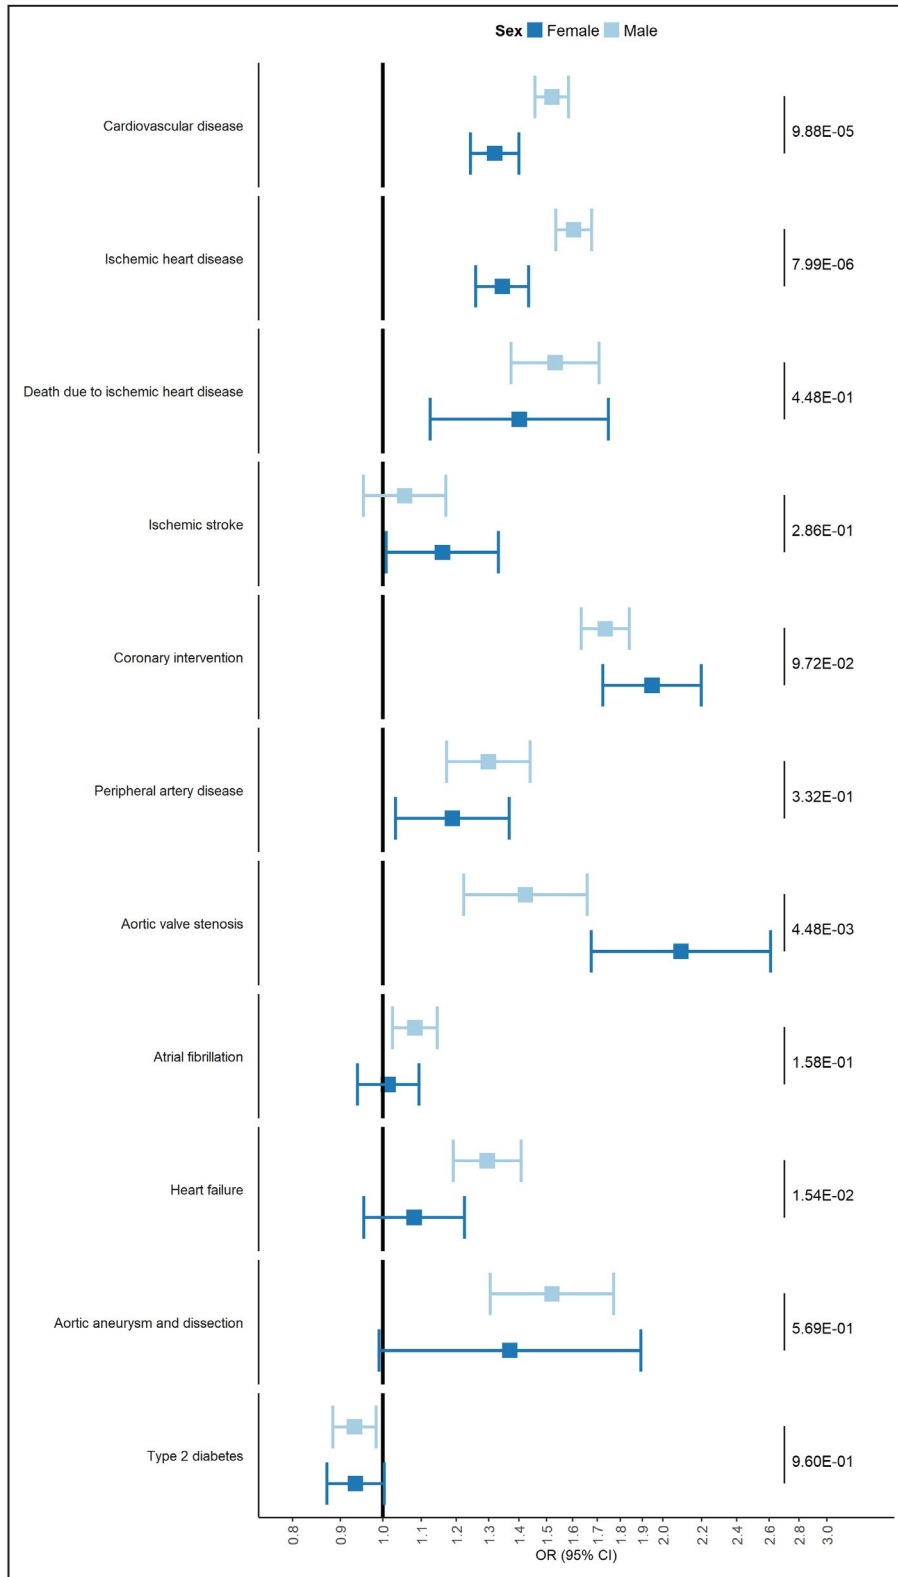 Sex Female Male
Cardiovascular disease 9.88E-05
Ischemic heart disease 7.99E-06
Death due to ischemic heart disease 4.48E-01
Ischemic stroke 2.86E-01
Coronary intervention 9.72E-02
Peripheral artery disease 3.32E-01
Aortic valve stenosis 4.48E-03
Atrial fibrillation 1.58E-01
Heart failure 1.54E-02
Aortic aneurysm and dissection 5.69E-01
Type 2 diabetes 9.60E-01
0.8 0.9 1.0 1.1 1.2 1.3 1.4 1.5 1.6 1.7 1.8 1.9 2.0 2.2 2.4 2.6 2.8 3.0
OR (95% CI)